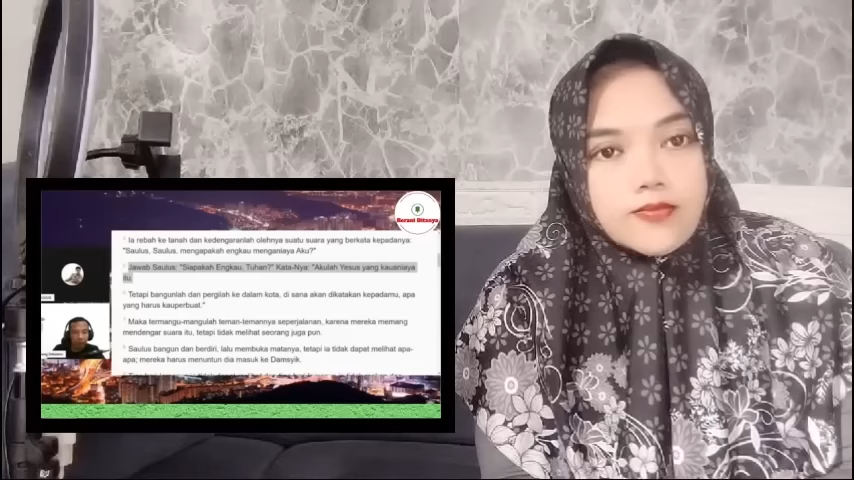 Berani Ditanya
Ia rebah ke tanah dan kedengaranlah olehnya suatu suara yang berkata kepadanya:
"Saulus, Saulus, mengapakah engkau menganiaya Aku?"
Jawab Saulus: "Siapakah Engkau, Tuhan?" Kata-Nya: "Akulah Yesus yang kauaniaya
itu.
Tetapi bangunlah dan pergilah ke dalam kota, di sana akan dikatakan kepadamu, apa
yang harus kauperbuat."
Maka termangu-mangulah teman-temannya seperjalanan, karena mereka memang
mendengar suara itu, tetapi tidak melihat seorang jua pun.
Saulus bangun dan berdiri, lalu membuka matanya, tetapi ia tidak dapat melihat apa-
apa; mereka harus menuntun dia masuk ke Damsyik.